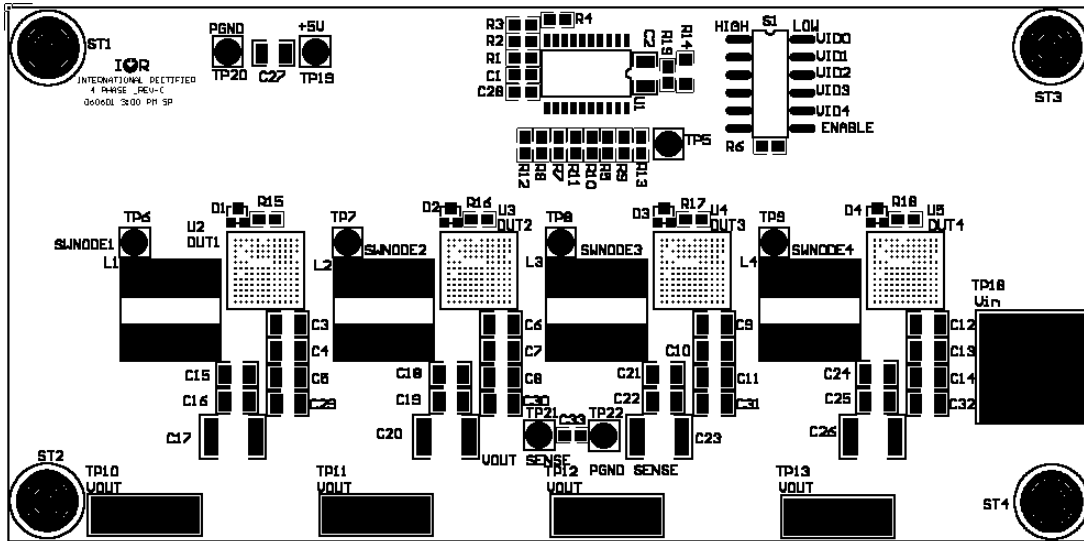 ST1
PGND
TP20
C27
+5V
TP19
IOR
INTERNATIONAL RECTIFIER
4 PHASE _REV-C
060601 3:00 PM SP
R3
R4
R2
R1
C1
C28
C2
U1
R19
R14
HIGH
S1
LOW
VID0
VID1
VID2
VID3
VID4
ENABLE
R6
ST3
TP5
R12
R8
R7
R11
R10
R5
R9
R13
TP6
U2
DUT1
D1
R15
SWNODE1
L1
TP7
D2
R16
U3
DUT2
SWNODE2
L2
TP8
D3
R17
U4
DUT3
SWNODE3
L3
TP9
D4
R18
U5
DUT4
SWNODE4
L4
TP18
Vin
C3
C4
C5
C29
C15
C16
C17
C6
C7
C8
C30
C18
C19
C20
C9
C10
C11
C31
C21
C22
C23
C12
C13
C14
C32
C24
C25
C26
TP21
C33
TP22
VOUT SENSE
PGND SENSE
ST2
TP10
VOUT
TP11
VOUT
TP12
VOUT
TP13
VOUT
ST4